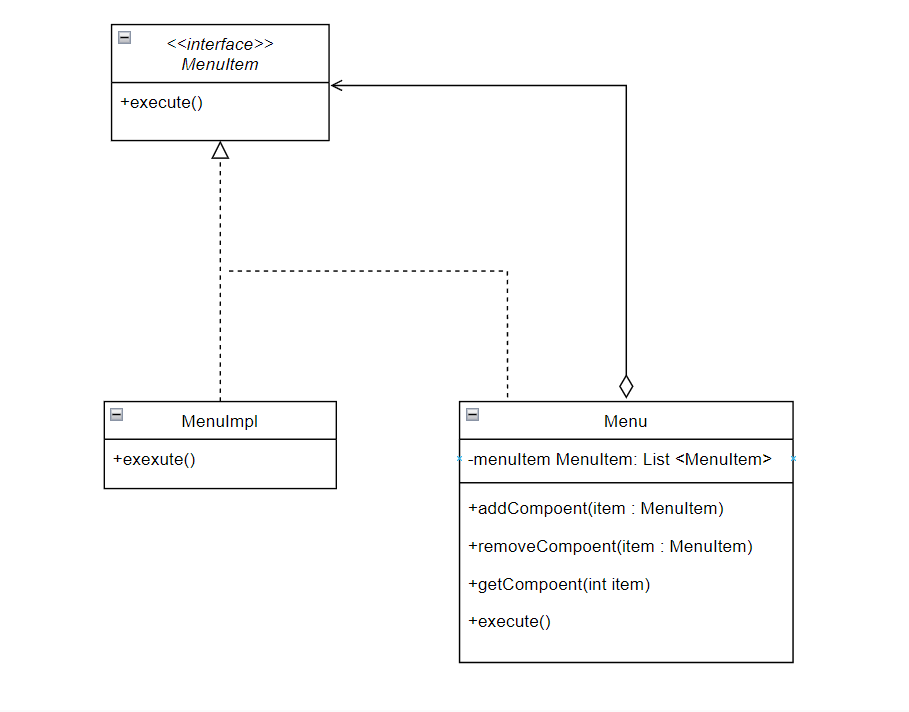 <<interface>>
MenuItem
+execute()
MenuImpl
+exexute()
Menu
-menuItem MenuItem: List <MenuItem>
+addCompoent(item : MenuItem)
+removeCompoent(item : MenuItem)
+getCompoent(int item)
+execute()